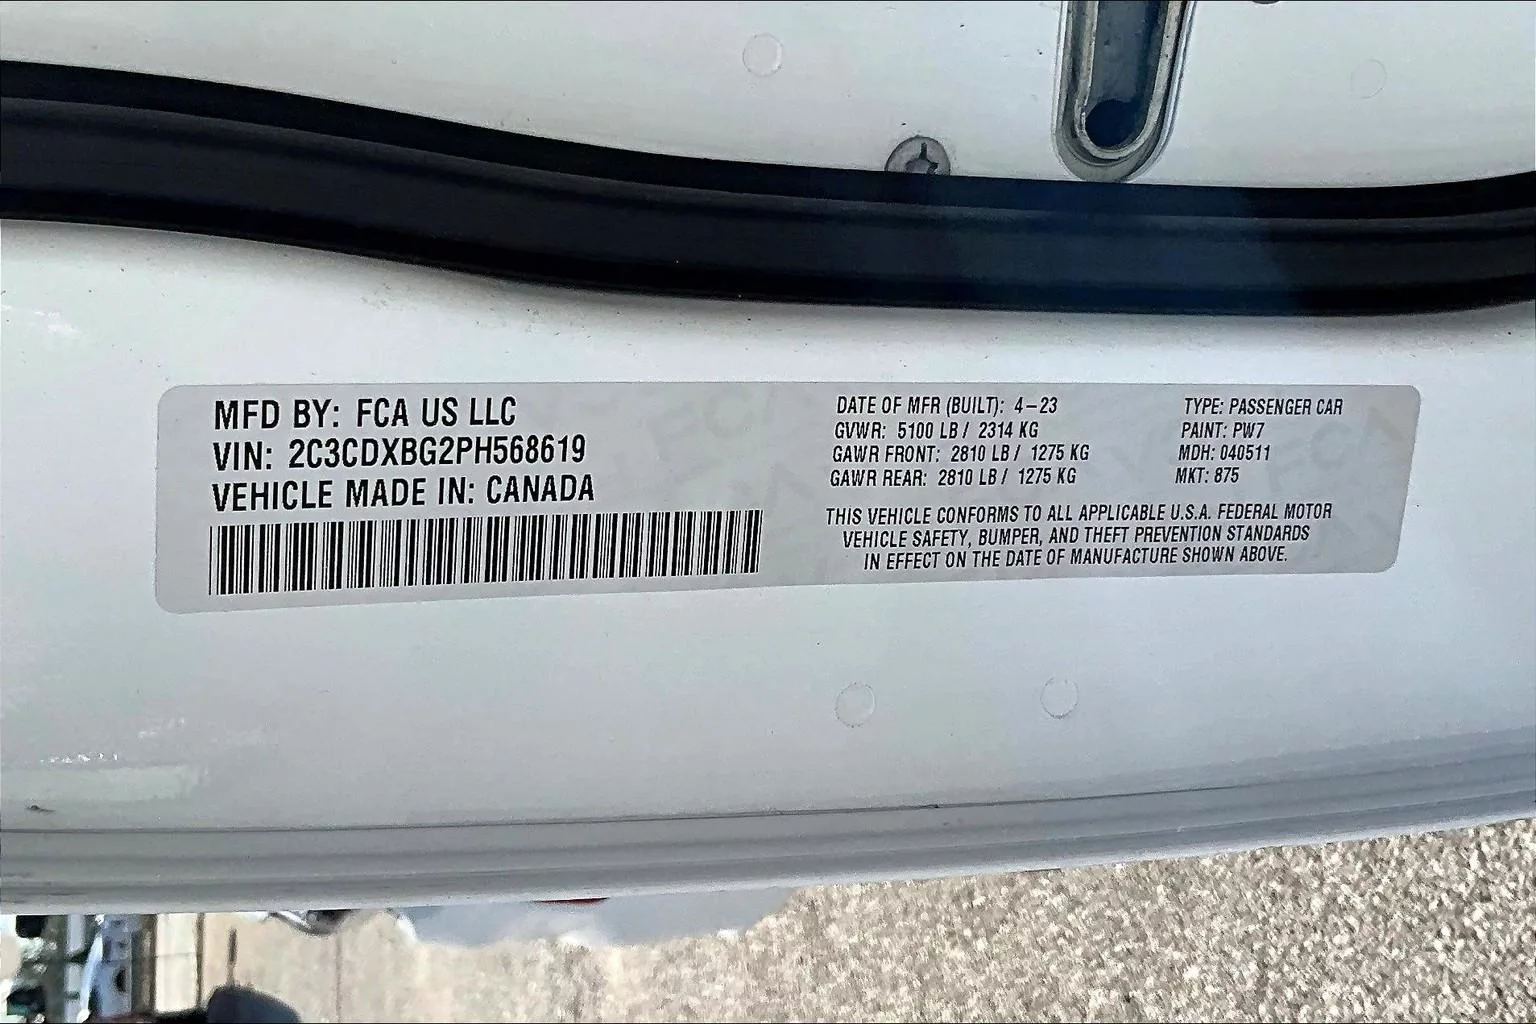 MFD BY: FCA US LLC
VIN: 2C3CDXBG2PH568619
VEHICLE MADE IN: CANADA
DATE OF MFR (BUILT): 4-23
GVWR: 5100 LB / 2314 KG
GAWR FRONT: 2810 LB / 1275 KG
GAWR REAR: 2810 LB / 1275 KG
TYPE: PASSENGER CAR
PAINT: PW7
MDH: 040511
MKT: 875
THIS VEHICLE CONFORMS TO ALL APPLICABLE U.S.A. FEDERAL MOTOR
VEHICLE SAFETY, BUMPER, AND THEFT PREVENTION STANDARDS
IN EFFECT ON THE DATE OF MANUFACTURE SHOWN ABOVE.